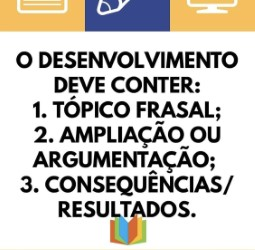 O DESENVOLVIMENTO
DEVE CONTER:
1. TÓPICO FRASAL;
2. AMPLIAÇÃO OU
ARGUMENTAÇÃO;
3. CONSEQUÊNCIAS/
RESULTADOS.